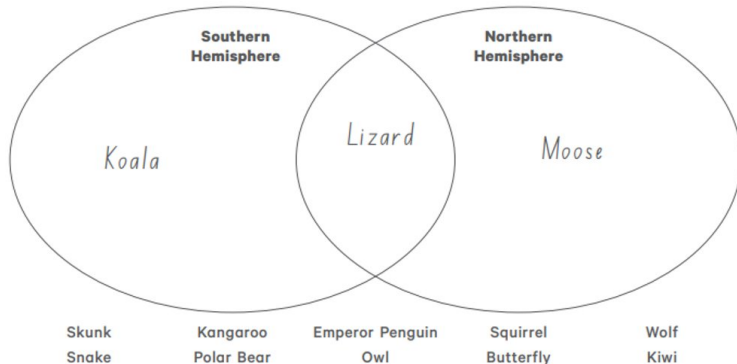 Southern
Hemisphere
Northern
Hemisphere
Koala
Lizard
Moose
Skunk Kangaroo Emperor Penguin Squirrel Wolf
Snake Polar Bear Owl Butterfly Kiwi